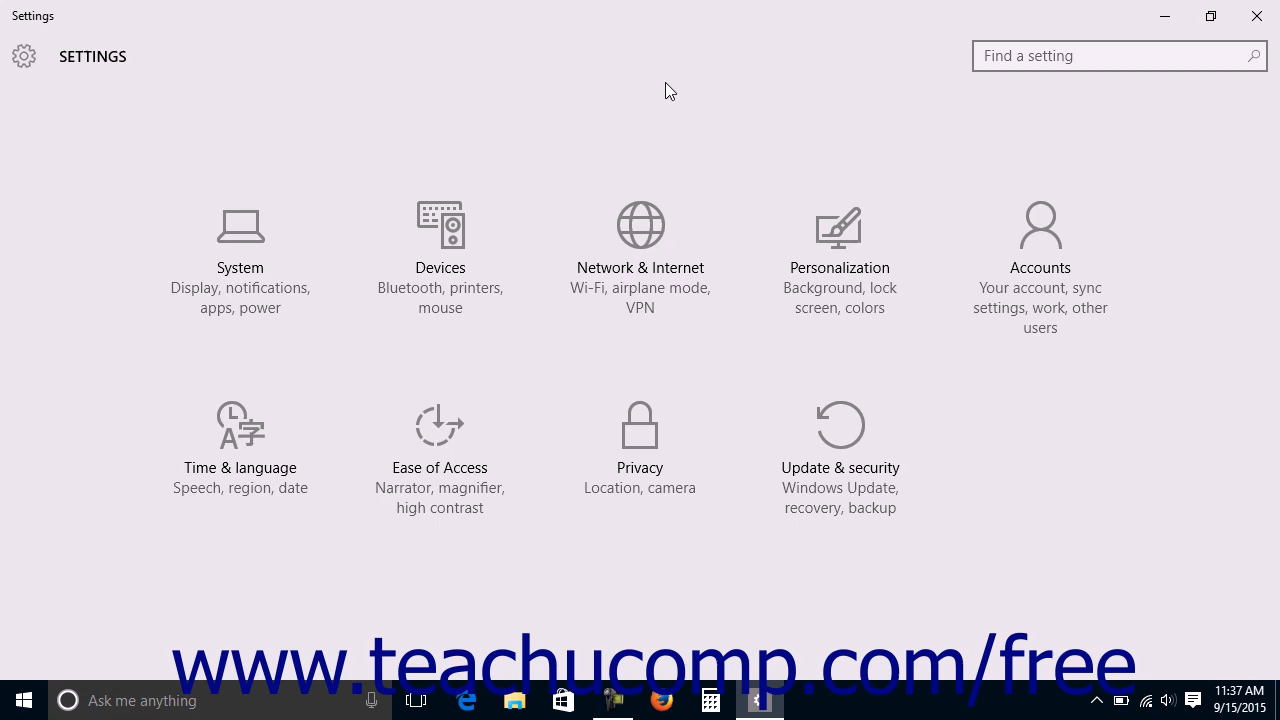 Settings
SETTINGS
Find a setting
System
Display, notifications,
apps, power
Devices
Bluetooth, printers,
mouse
Network & Internet
Wi-Fi, airplane mode,
VPN
Personalization
Background, lock
screen, colors
Accounts
Your account, sync
settings, work, other
users
Time & language
Speech, region, date
Ease of Access
Narrator, magnifier,
high contrast
Privacy
Location, camera
Update & security
Windows Update,
recovery, backup
www.teachucomp.com/free
Ask me anything
11:37 AM
9/15/2015